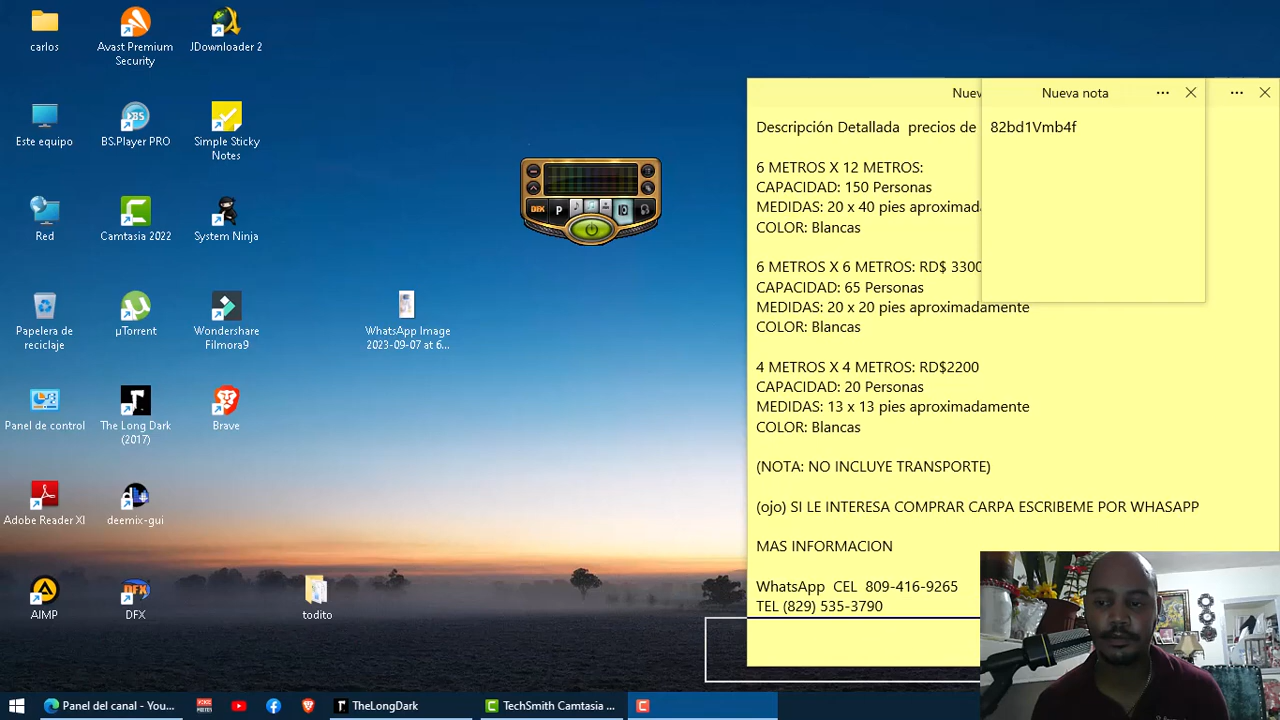 carlos
Avast Premium
Security
JDownloader 2
Este equipo
BS.Player PRO
Simple Sticky
Notes
Red
Camtasia 2022
System Ninja
Papelera de
reciclaje
µTorrent
Wondershare
Filmora9
Panel de control
The Long Dark
(2017)
Brave
Adobe Reader XI
deemix-gui
AIMP
DFX
todito
WhatsApp Image
2023-09-07 at 6...
DFX
P
Nuev
Descripción Detallada precios de
6 METROS X 12 METROS:
CAPACIDAD: 150 Personas
MEDIDAS: 20 x 40 pies aproximada
COLOR: Blancas
6 METROS X 6 METROS: RD$ 3300
CAPACIDAD: 65 Personas
MEDIDAS: 20 x 20 pies aproximadamente
COLOR: Blancas
4 METROS X 4 METROS: RD$2200
CAPACIDAD: 20 Personas
MEDIDAS: 13 x 13 pies aproximadamente
COLOR: Blancas
(NOTA: NO INCLUYE TRANSPORTE)
(ojo) SI LE INTERESA COMPRAR CARPA ESCRIBEME POR WHASAPP
MAS INFORMACION
WhatsApp CEL 809-416-9265
TEL (829) 535-3790
Nueva nota
82bd1Vmb4f
Panel del canal - You...
TheLongDark
TechSmith Camtasia ...